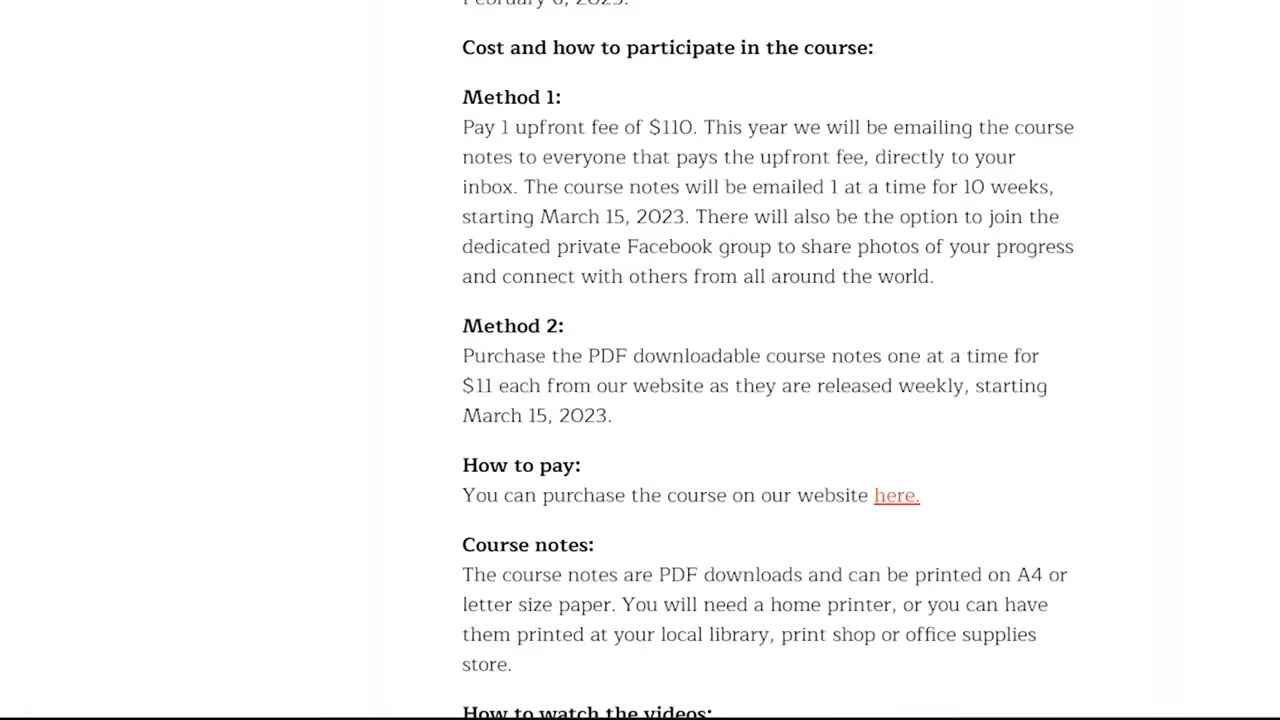 February 6, 2023.
Cost and how to participate in the course:
Method 1:
Pay 1 upfront fee of $110. This year we will be emailing the course
notes to everyone that pays the upfront fee, directly to your
inbox. The course notes will be emailed 1 at a time for 10 weeks,
starting March 15, 2023. There will also be the option to join the
dedicated private Facebook group to share photos of your progress
and connect with others from all around the world.
Method 2:
Purchase the PDF downloadable course notes one at a time for
$11 each from our website as they are released weekly, starting
March 15, 2023.
How to pay:
You can purchase the course on our website here.
Course notes:
The course notes are PDF downloads and can be printed on A4 or
letter size paper. You will need a home printer, or you can have
them printed at your local library, print shop or office supplies
store.
How to watch the videos: